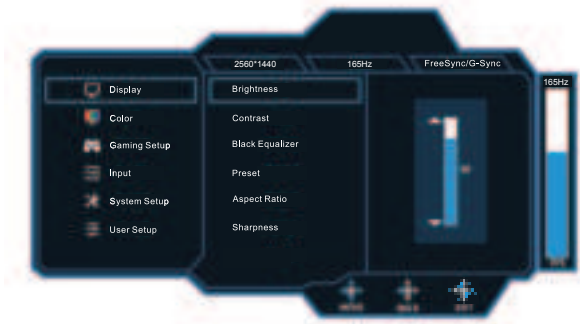 2560*1440 165Hz FreeSync/G-Sync
165Hz
Display
Color
Gaming Setup
Input
System Setup
User Setup
Brightness
Contrast
Black Equalizer
Preset
Aspect Ratio
Sharpness